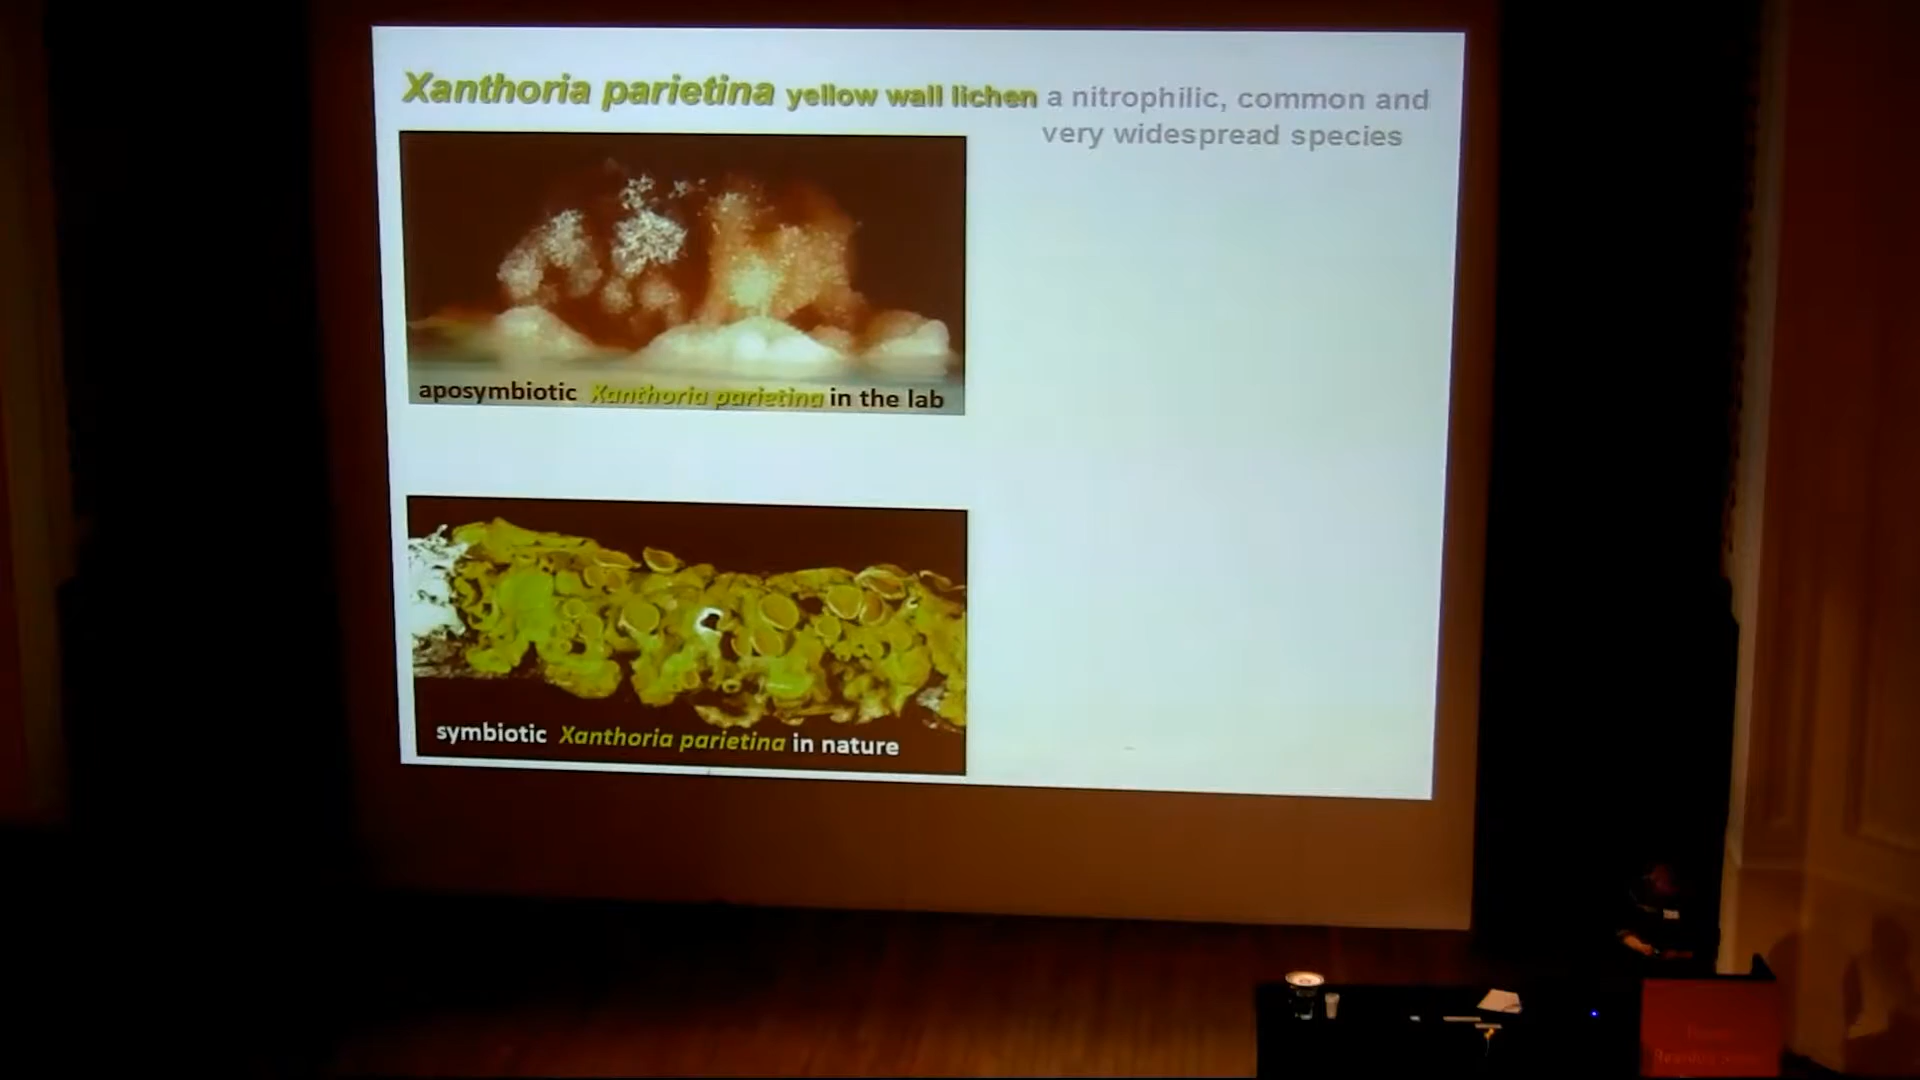 Xanthoria parietina yellow wall lichen a nitrophilic, common and
very widespread species
aposymbiotic Xanthoria parietina in the lab
symbiotic Xanthoria parietina in nature